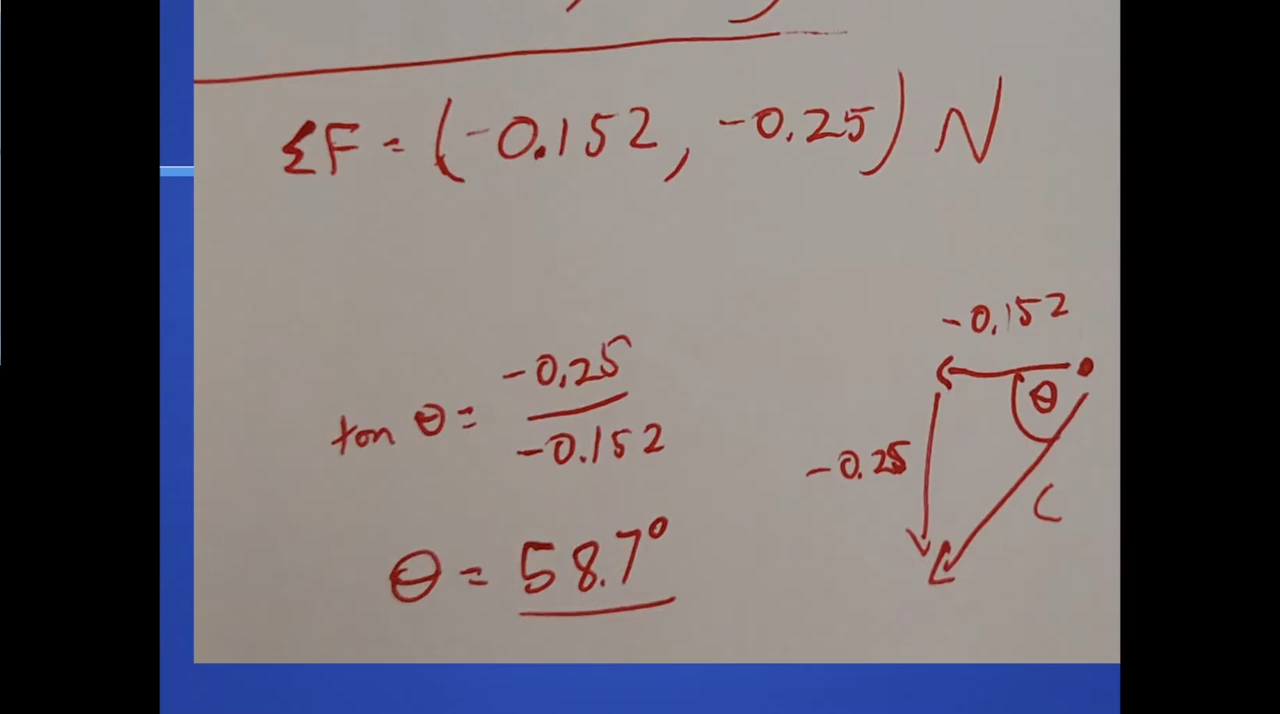 ΣF = (-0.152, -0.25) N
-0.152
tan θ = -0.25 / -0.152
θ
-0.25
C
θ = 58.7°